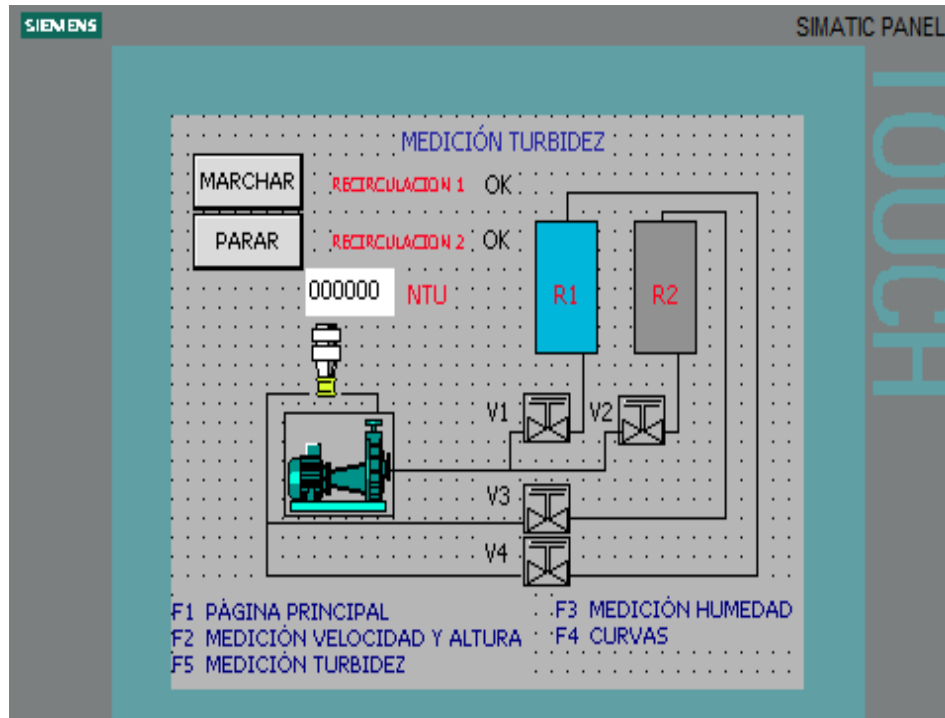 SIEMENS
SIMATIC PANEL
TOUCH
MEDICIÓN TURBIDEZ
MARCHAR
RECIRCULACION 1 OK
PARAR
RECIRCULACION 2 OK
000000 NTU
R1
R2
V1
V2
V3
V4
F1 PÁGINA PRINCIPAL
F3 MEDICIÓN HUMEDAD
F2 MEDICIÓN VELOCIDAD Y ALTURA
F4 CURVAS
F5 MEDICIÓN TURBIDEZ